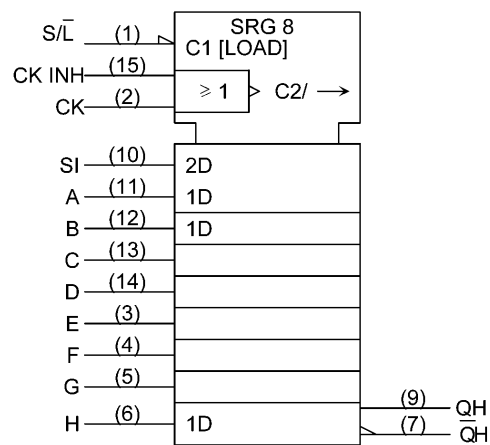 SRG 8
S/L̅ (1) C1 [LOAD]
CK INH (15)
≥ 1 C2/ →
CK (2)
SI (10) 2D
A (11) 1D
B (12) 1D
C (13)
D (14)
E (3)
F (4)
G (5)
H (6) 1D
(9) QH
(7) Q̅H